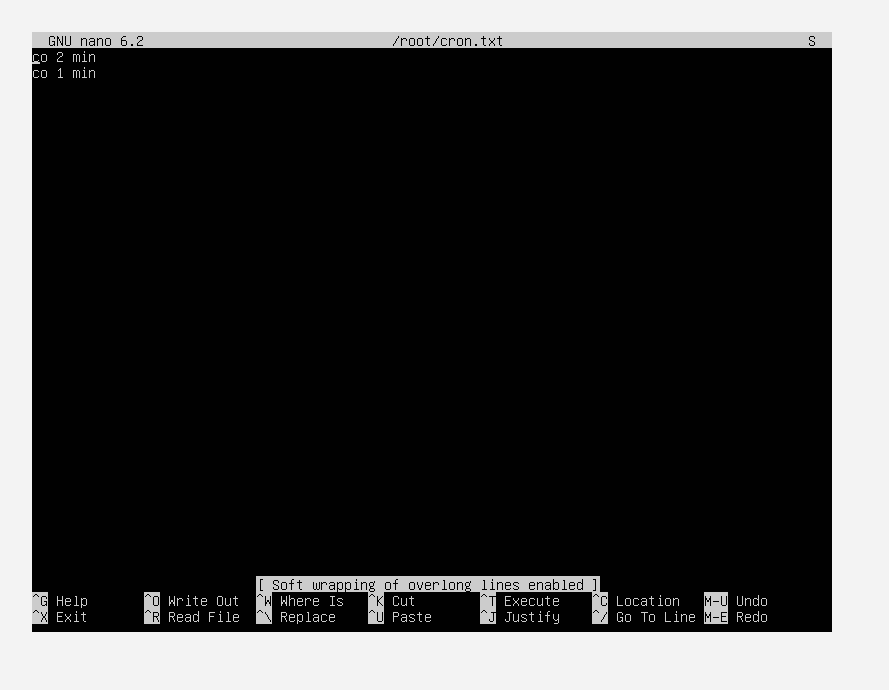 GNU nano 6.2 /root/cron.txt S
co 2 min
co 1 min
[ Soft wrapping of overlong lines enabled ]
^G Help ^O Write Out ^W Where Is ^K Cut ^T Execute ^C Location M-U Undo
^X Exit ^R Read File ^\ Replace ^U Paste ^J Justify ^/ Go To Line M-E Redo